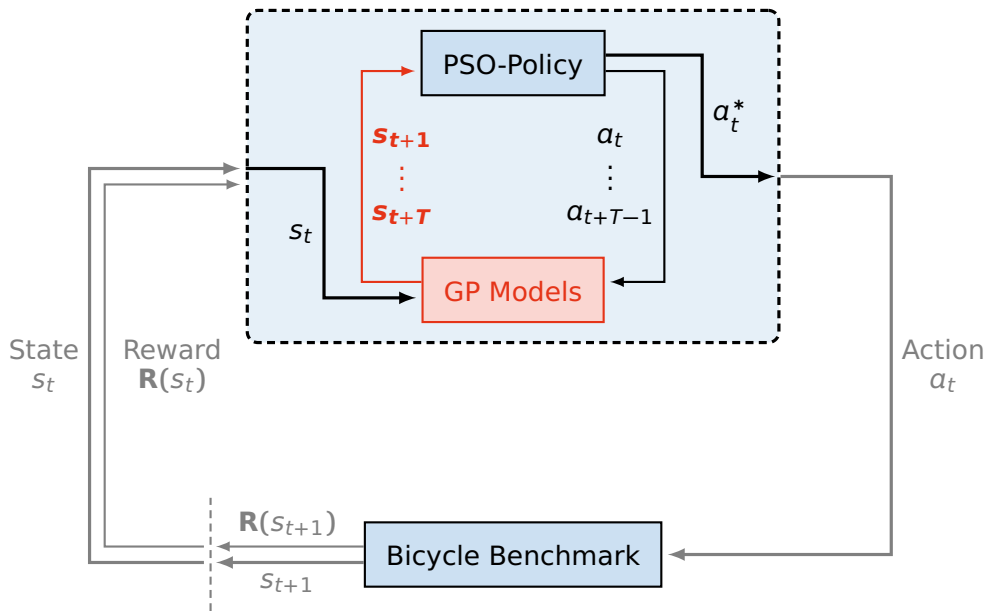 PSO-Policy
a*t
st+1
⋮
st+T
at
⋮
at+T−1
st
GP Models
State
st
Reward
R(st)
Action
at
R(st+1)
st+1
Bicycle Benchmark